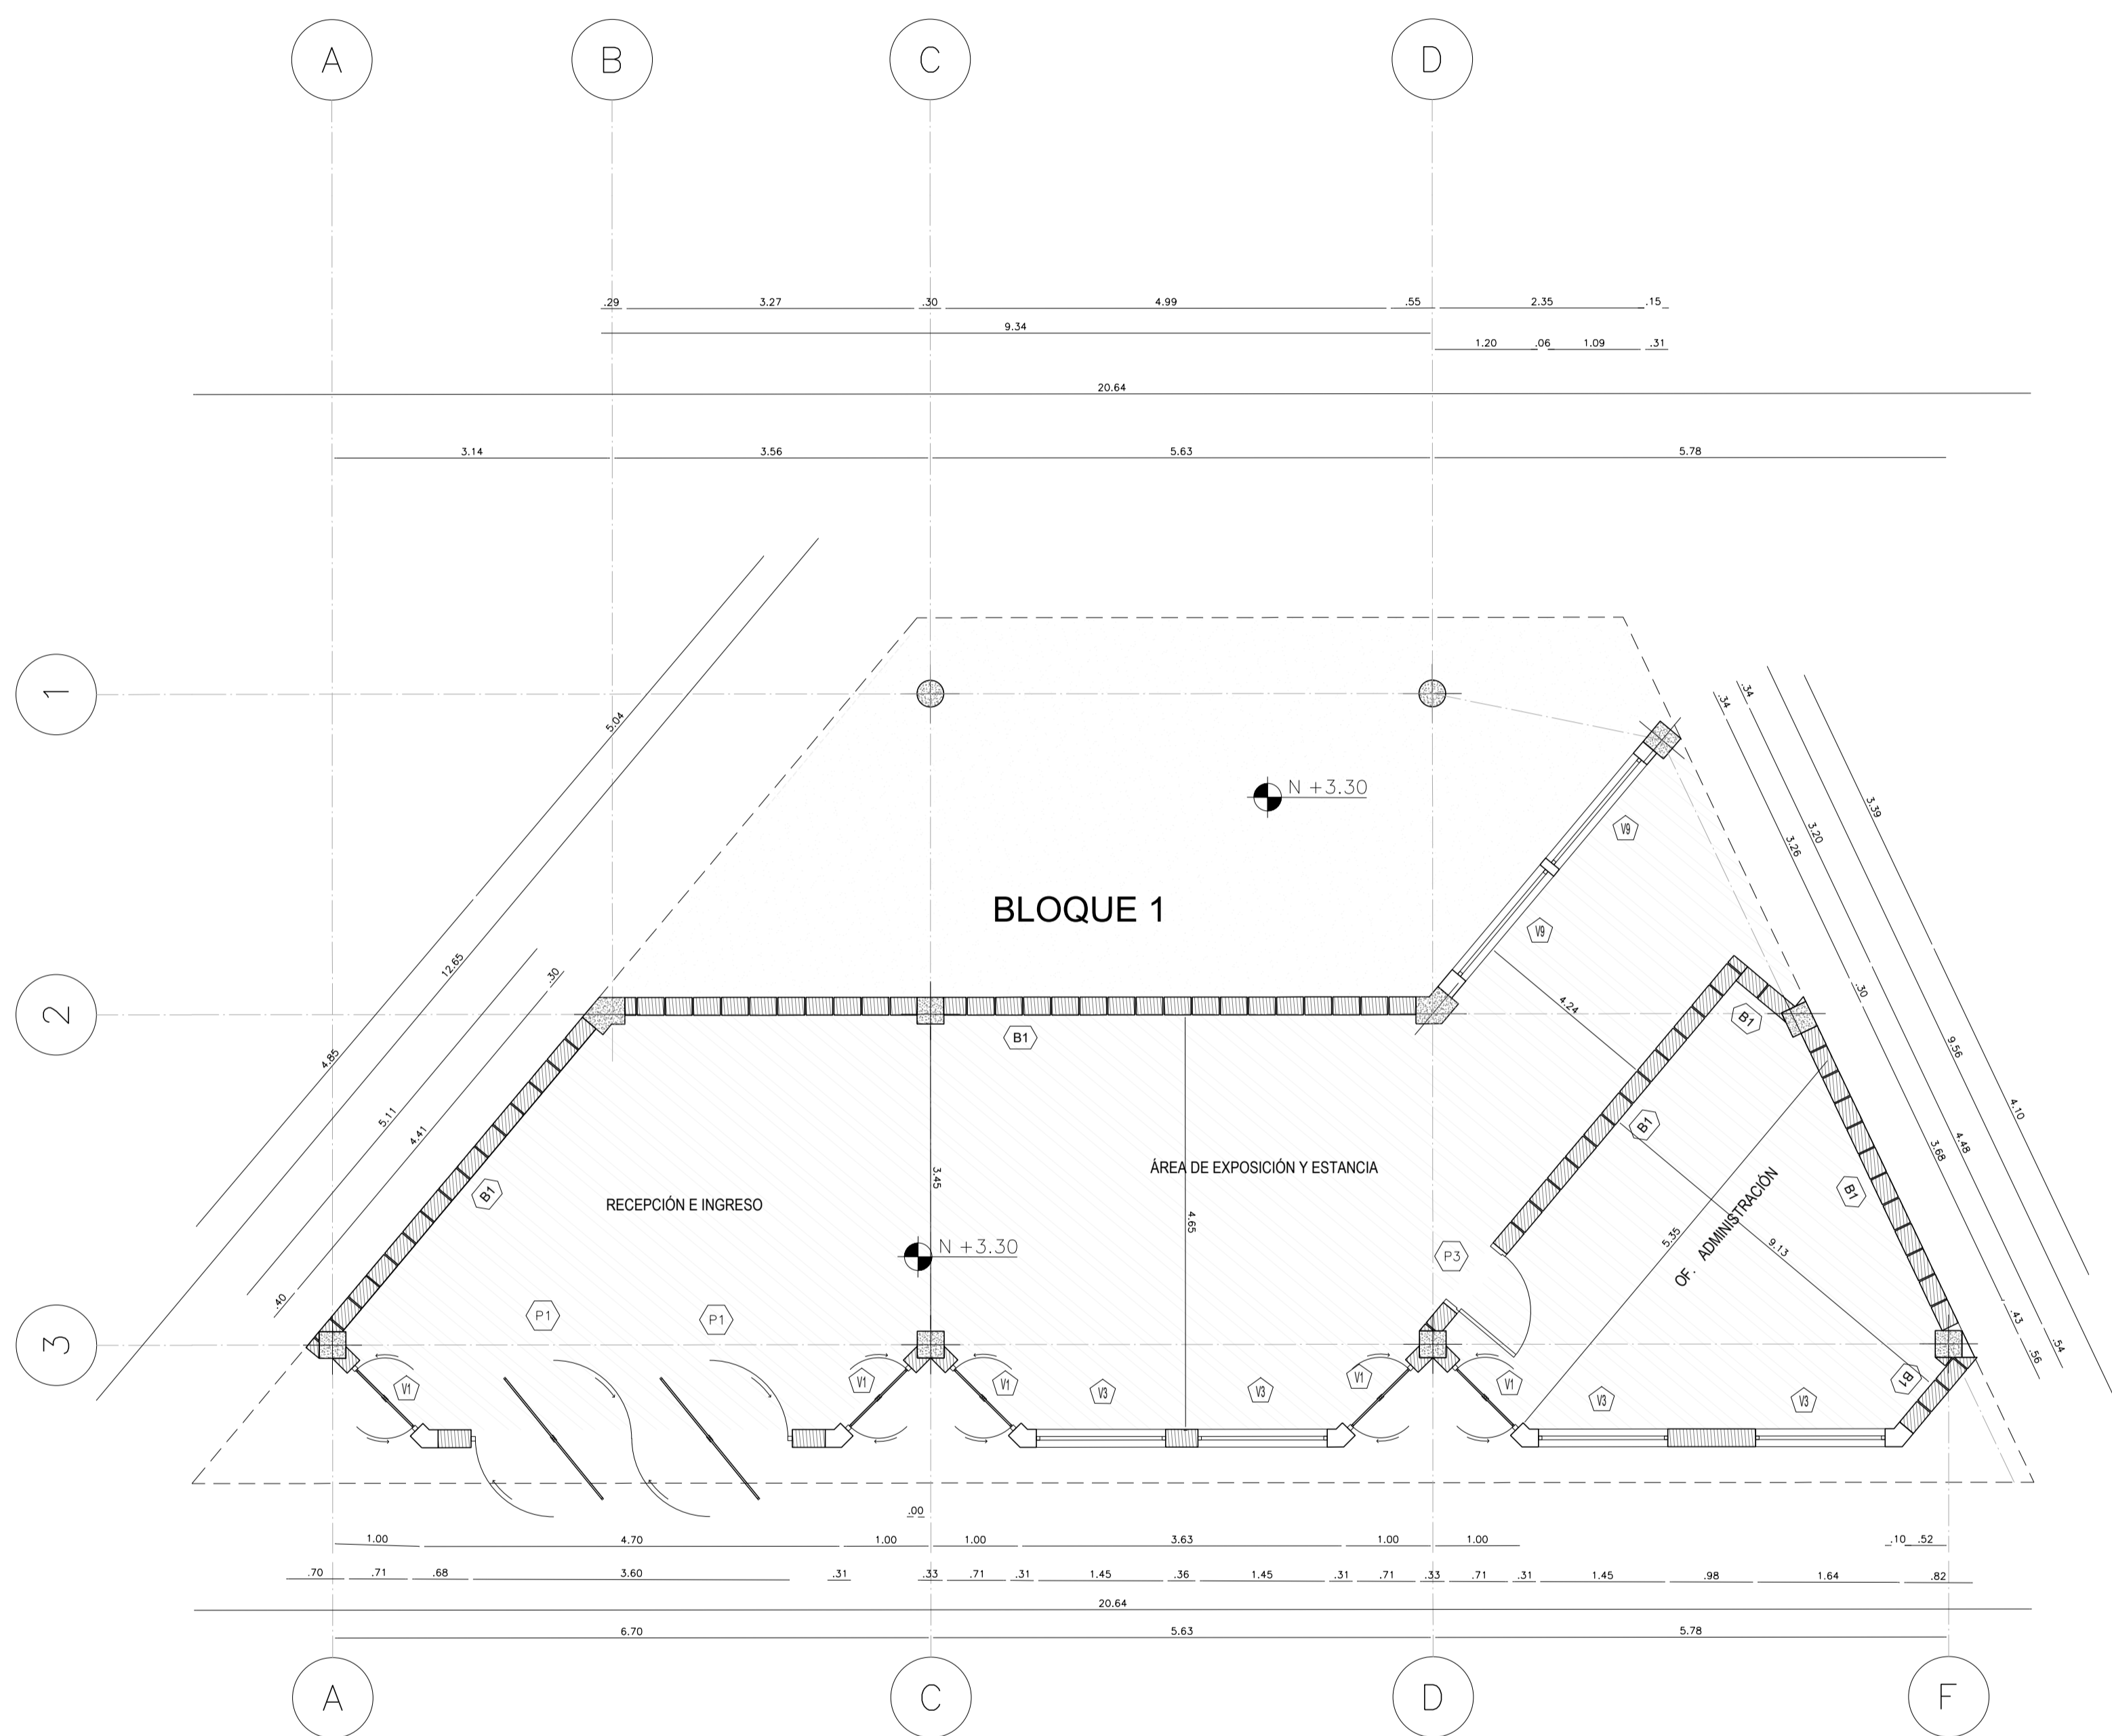 A B C D
.29 3.27 .30 4.99 .55 2.35 .15
9.34
1.20 .06 1.09 .31
20.64
3.14 3.56 5.63 5.78
1
5.04
12.65
4.85
5.11
4.41
.30
.40
.34
.34
3.39
3.20
3.26
.30
9.56
4.10
4.48
3.68
.43
.54
.56
N +3.30
V9
BLOQUE 1
V9
2
4.24
B1
B1
B1
B1
B1
3.45
ÁREA DE EXPOSICIÓN Y ESTANCIA
RECEPCIÓN E INGRESO
4.65
OF. ADMINISTRACIÓN
5.35
9.13
N +3.30
P3
P1 P1
3
V1 V1 V1 V3 V3 V1 V1 V3 V3 B1
.00
1.00 4.70 1.00 1.00 3.63 1.00 1.00 .10 .52
.70 .71 .68 3.60 .31 .33 .71 .31 1.45 .36 1.45 .31 .71 .33 .71 .31 1.45 .98 1.64 .82
20.64
6.70 5.63 5.78
A C D F